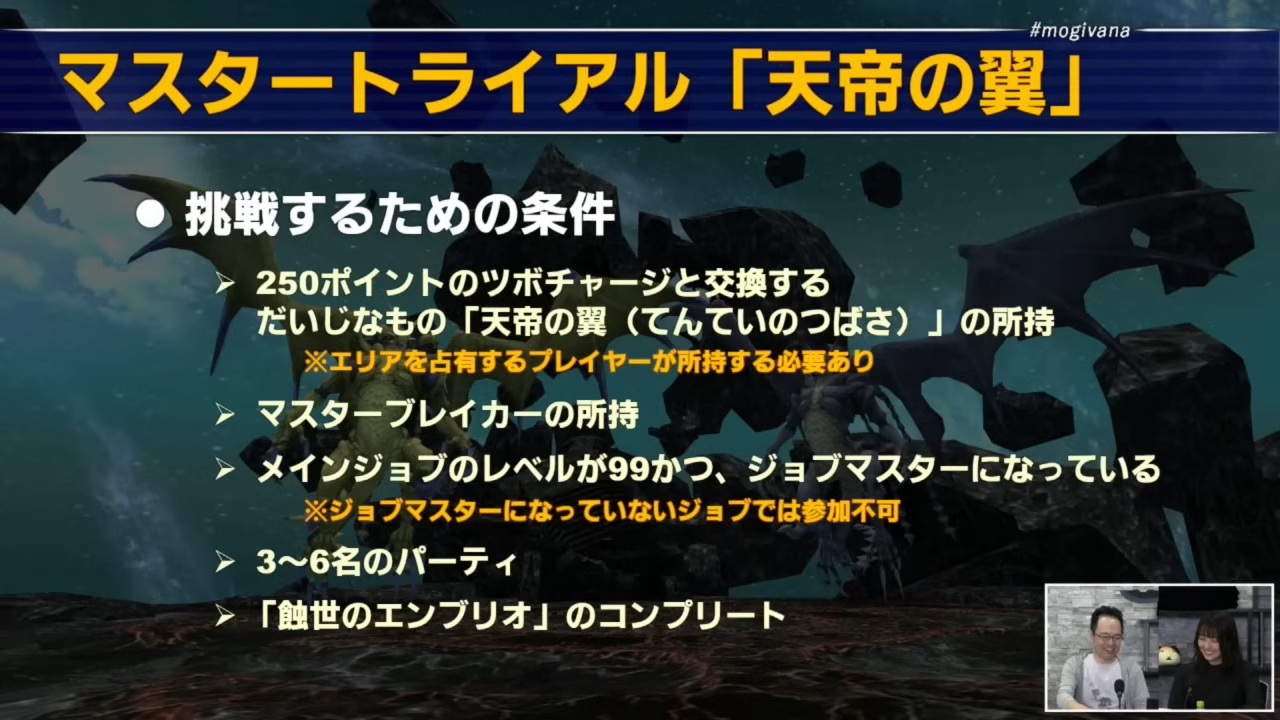 #mogivana
マスタートライアル「天帝の翼」
● 挑戦するための条件
➢ 250ポイントのツボチャージと交換する
だいじなもの「天帝の翼（てんていのつばさ）」の所持
※エリアを占有するプレイヤーが所持する必要あり
➢ マスターブレイカーの所持
➢ メインジョブのレベルが99かつ、ジョブマスターになっている
※ジョブマスターになっていないジョブでは参加不可
➢ 3～6名のパーティ
➢ 「蝕世のエンブリオ」のコンプリート